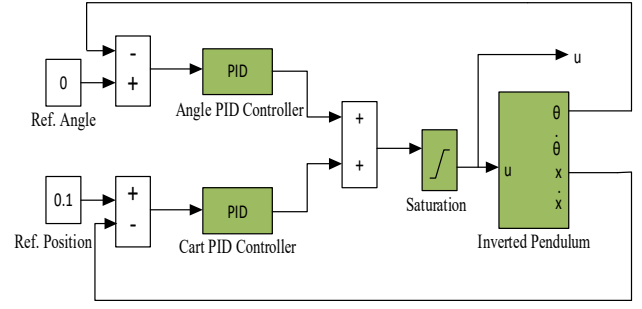 -
+
0
PID
Ref. Angle
Angle PID Controller
+
+
u
θ
θ̇
x
ẋ
u
0.1
+
-
PID
Ref. Position
Cart PID Controller
Saturation
Inverted Pendulum